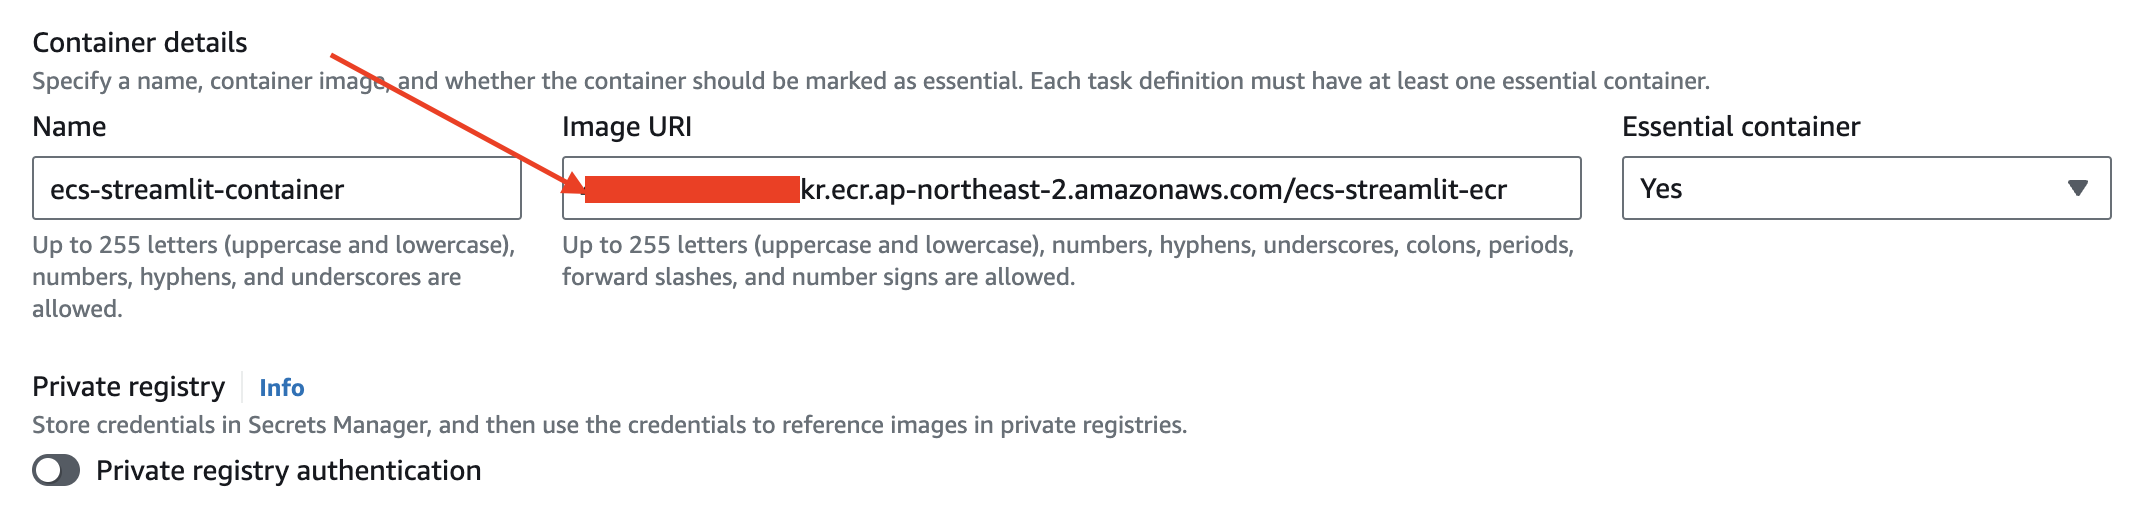 Container details
Specify a name, container image, and whether the container should be marked as essential. Each task definition must have at least one essential container.
Name
ecs-streamlit-container
Up to 255 letters (uppercase and lowercase),
numbers, hyphens, and underscores are
allowed.
Image URI
kr.ecr.ap-northeast-2.amazonaws.com/ecs-streamlit-ecr
Up to 255 letters (uppercase and lowercase), numbers, hyphens, underscores, colons, periods,
forward slashes, and number signs are allowed.
Essential container
Yes
Private registry
Info
Store credentials in Secrets Manager, and then use the credentials to reference images in private registries.
Private registry authentication